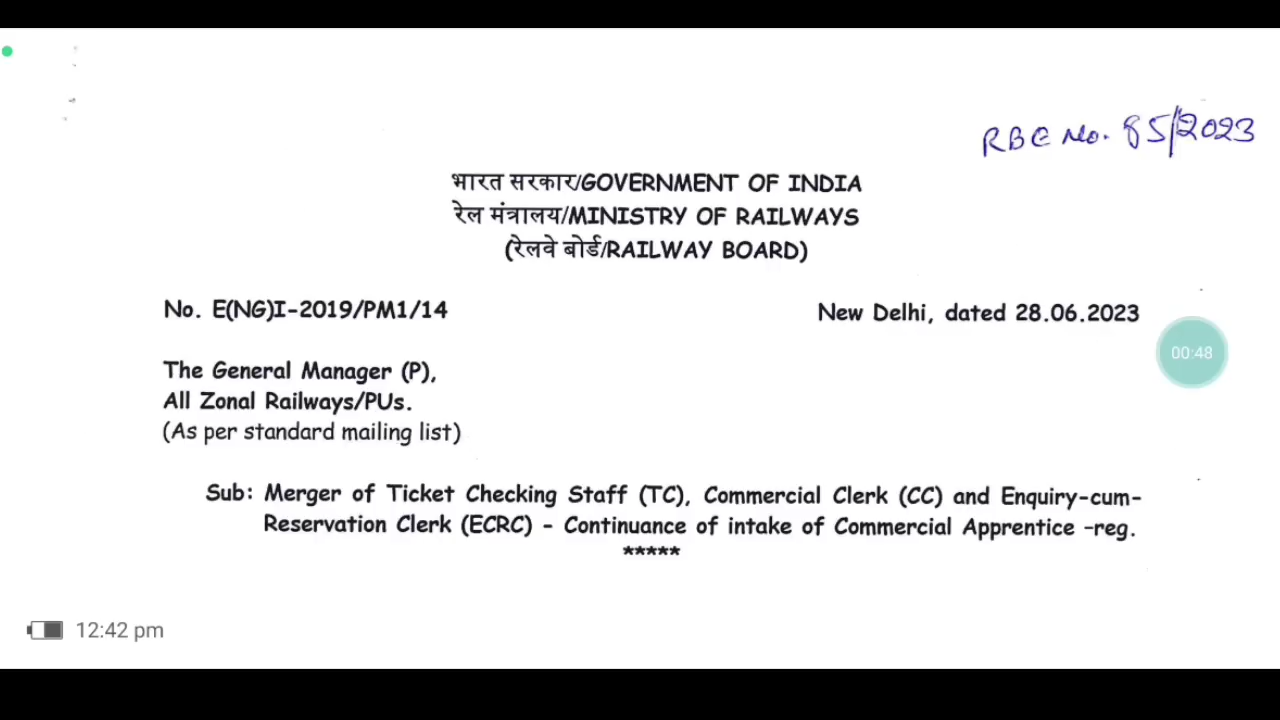 RBE No. 85/2023
भारत सरकार/GOVERNMENT OF INDIA
रेल मंत्रालय/MINISTRY OF RAILWAYS
(रेलवे बोर्ड/RAILWAY BOARD)
No. E(NG)I-2019/PM1/14 New Delhi, dated 28.06.2023
00:48
The General Manager (P),
All Zonal Railways/PUs.
(As per standard mailing list)
Sub: Merger of Ticket Checking Staff (TC), Commercial Clerk (CC) and Enquiry-cum-
Reservation Clerk (ECRC) - Continuance of intake of Commercial Apprentice -reg.
*****
12:42 pm